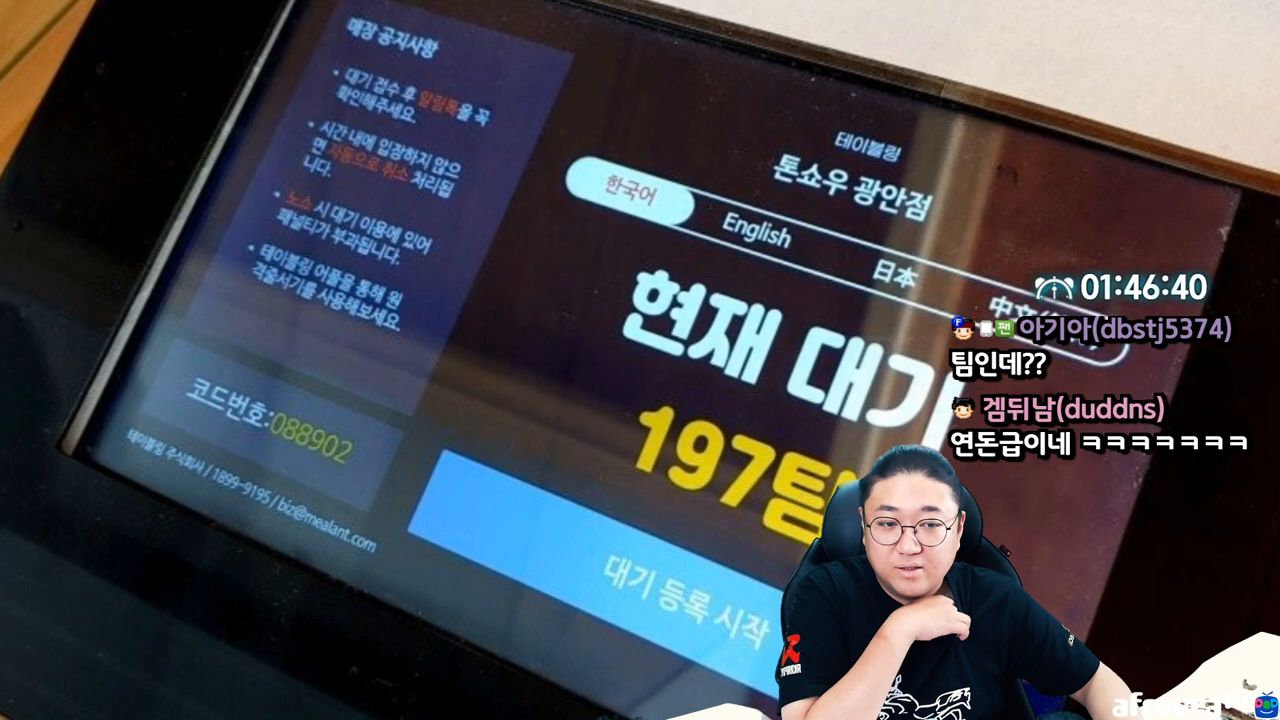 매장 공지사항
• 대기 접수 후 알림톡을 꼭
확인해주세요.
• 시간 내에 입장하지 않으
면 자동으로 취소 처리됩
니다.
• 노쇼 시 대기 이용에 있어
패널티가 부과됩니다.
• 테이블링 어플을 통해 원
격줄서기를 사용해보세요.
코드번호:088902
테이블링 주식회사 / 1899-9195 / biz@mealant.com
테이블링
톤쇼우 광안점
한국어
English
日本
현재 대기
197팀
대기 등록 시작
01:46:40
아기아(dbstj5374)
팀인데??
겜뒤남(duddns)
연돈급이네 ㅋㅋㅋㅋㅋㅋㅋ